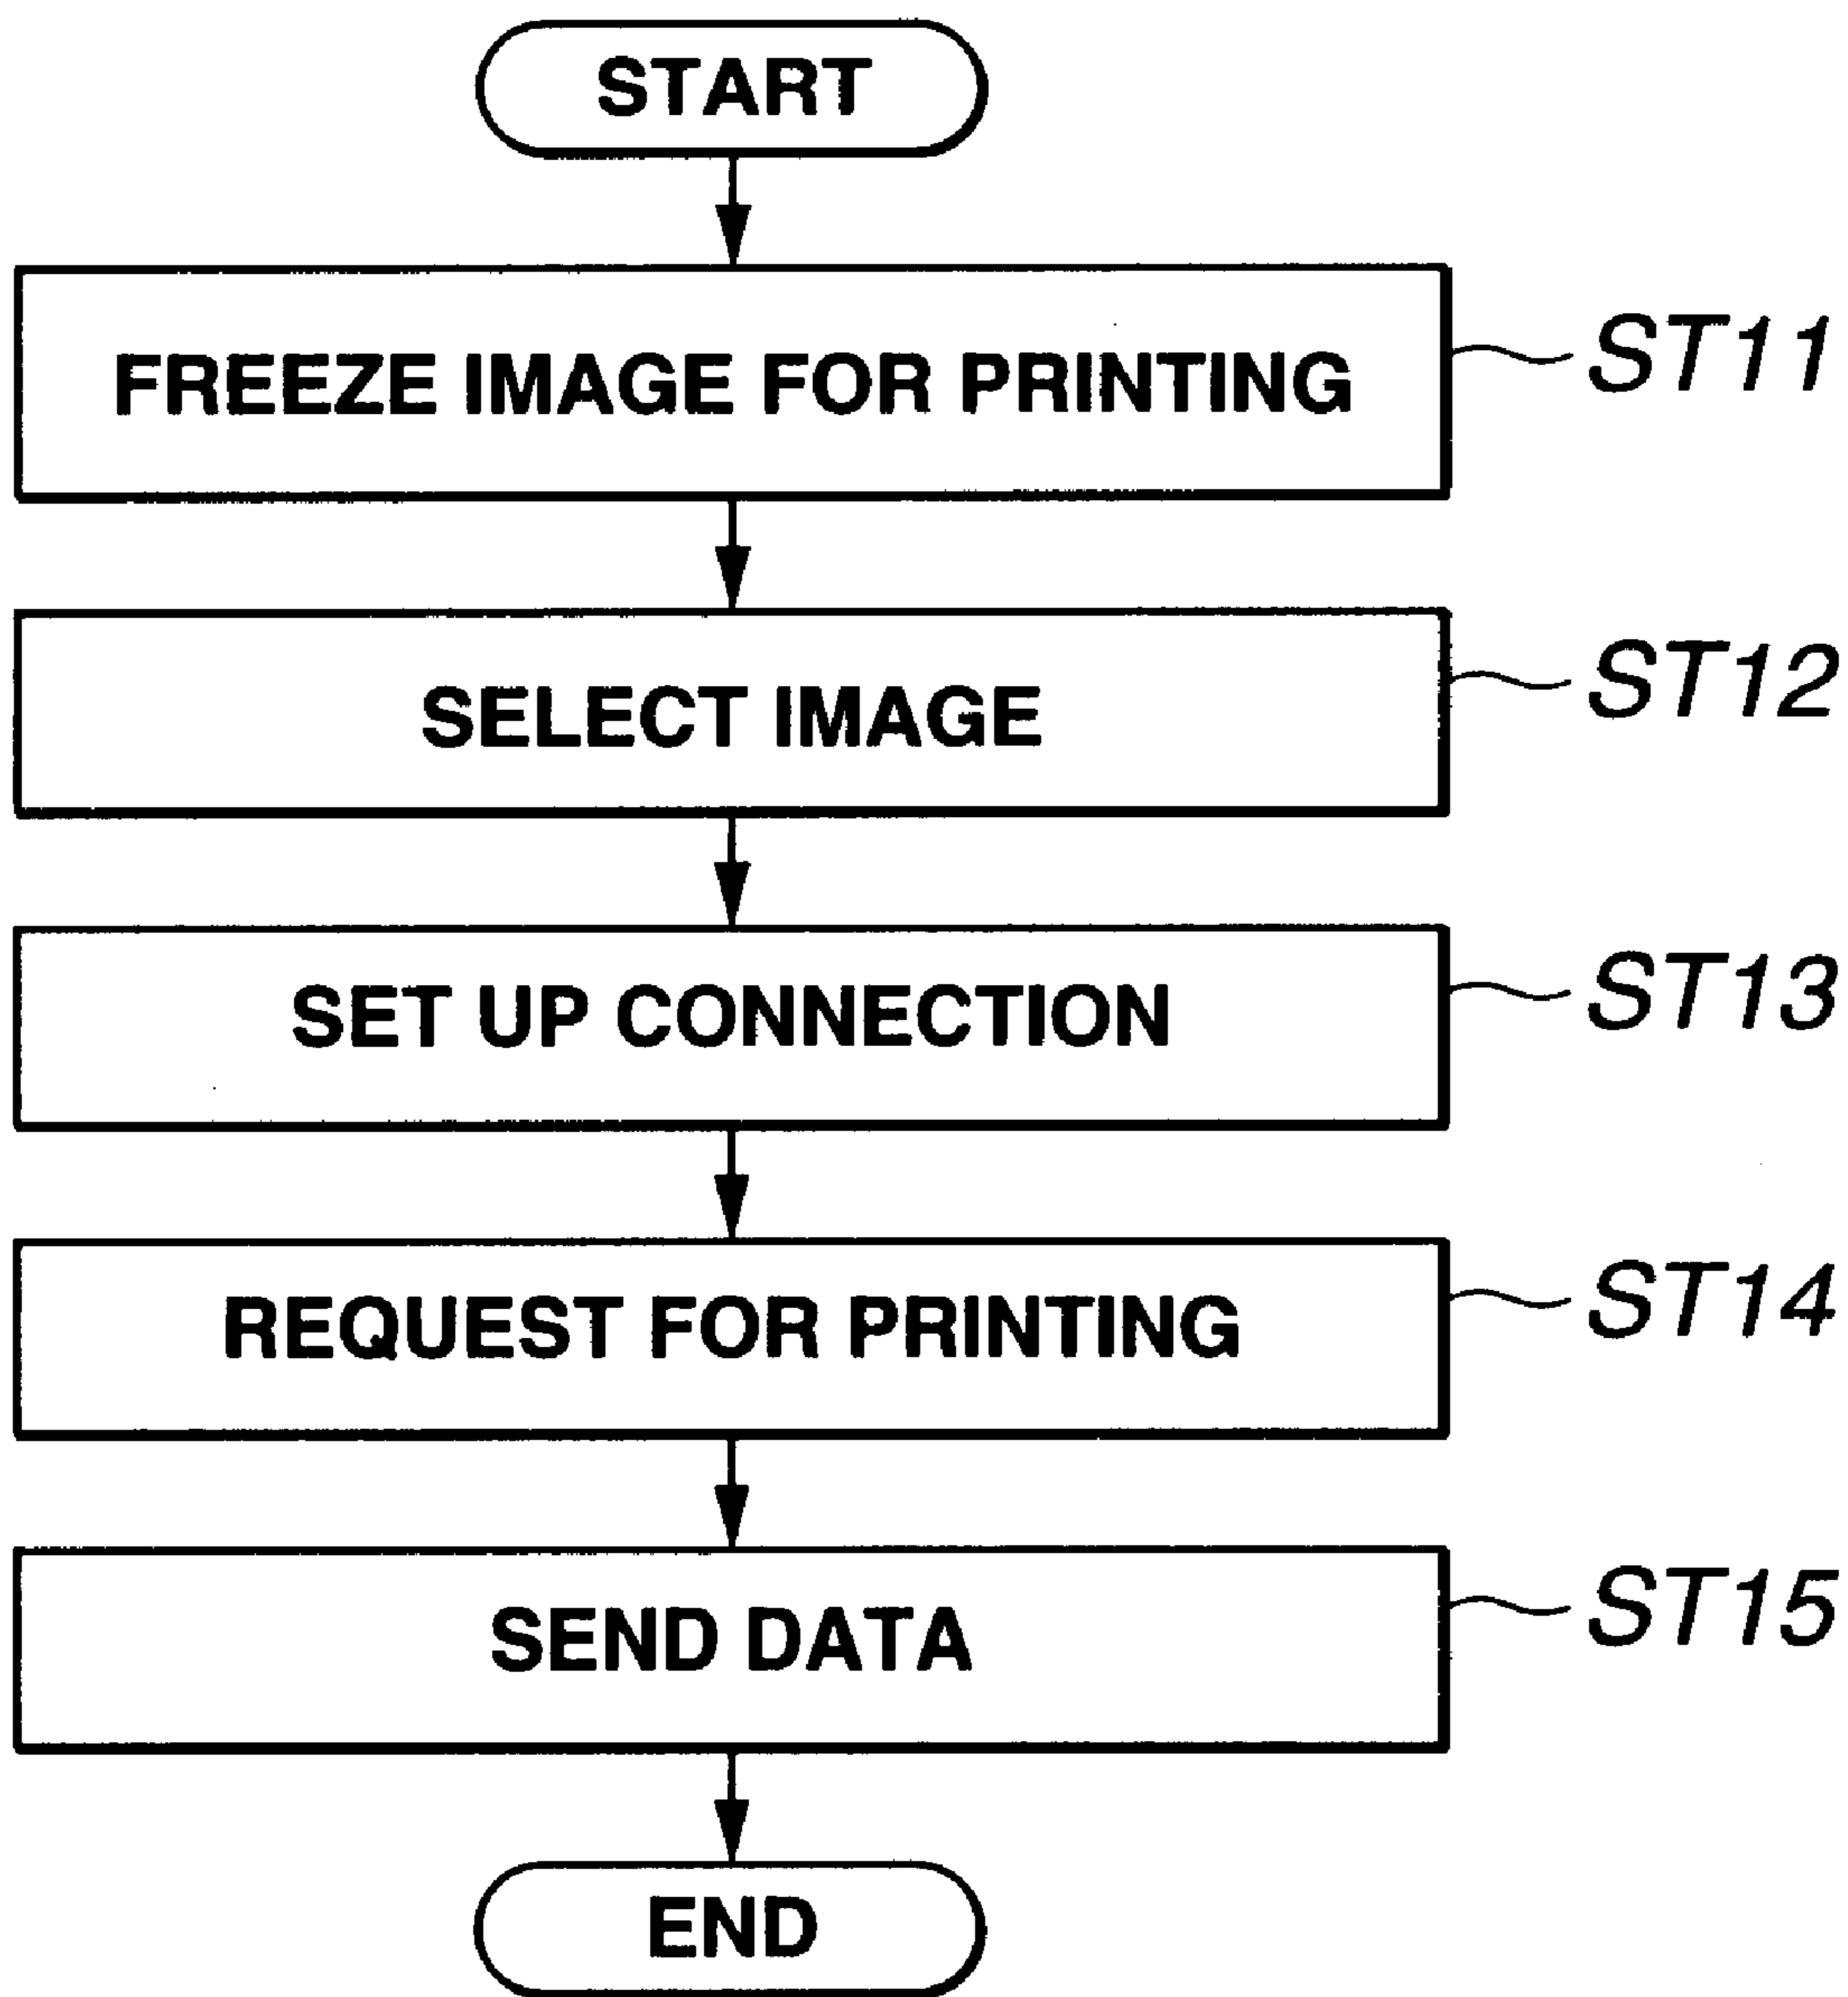 START
FREEZE IMAGE FOR PRINTING
ST11
SELECT IMAGE
ST12
SET UP CONNECTION
ST13
REQUEST FOR PRINTING
ST14
SEND DATA
ST15
END